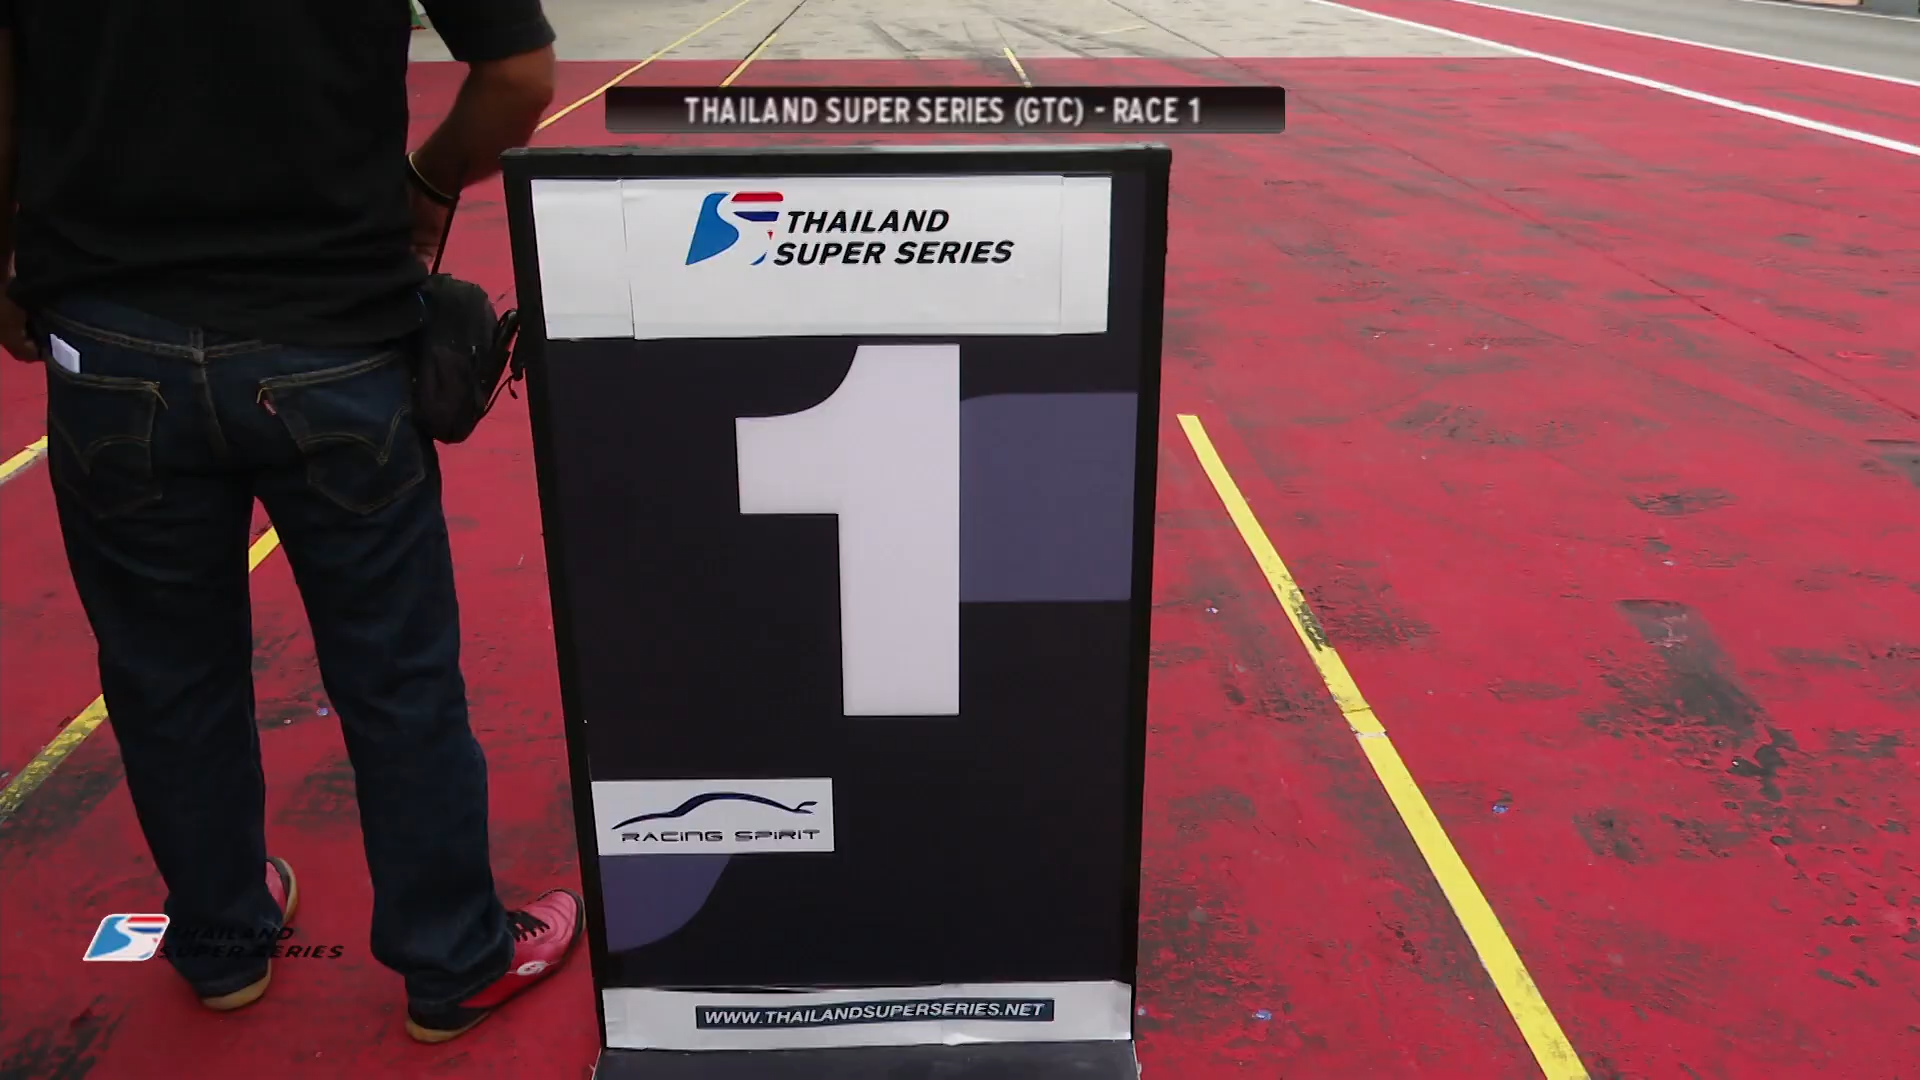 THAILAND SUPER SERIES (GTC) - RACE 1
THAILAND
SUPER SERIES
1
RACING SPIRIT
WWW.THAILANDSUPERSERIES.NET
THAILAND
SUPER SERIES